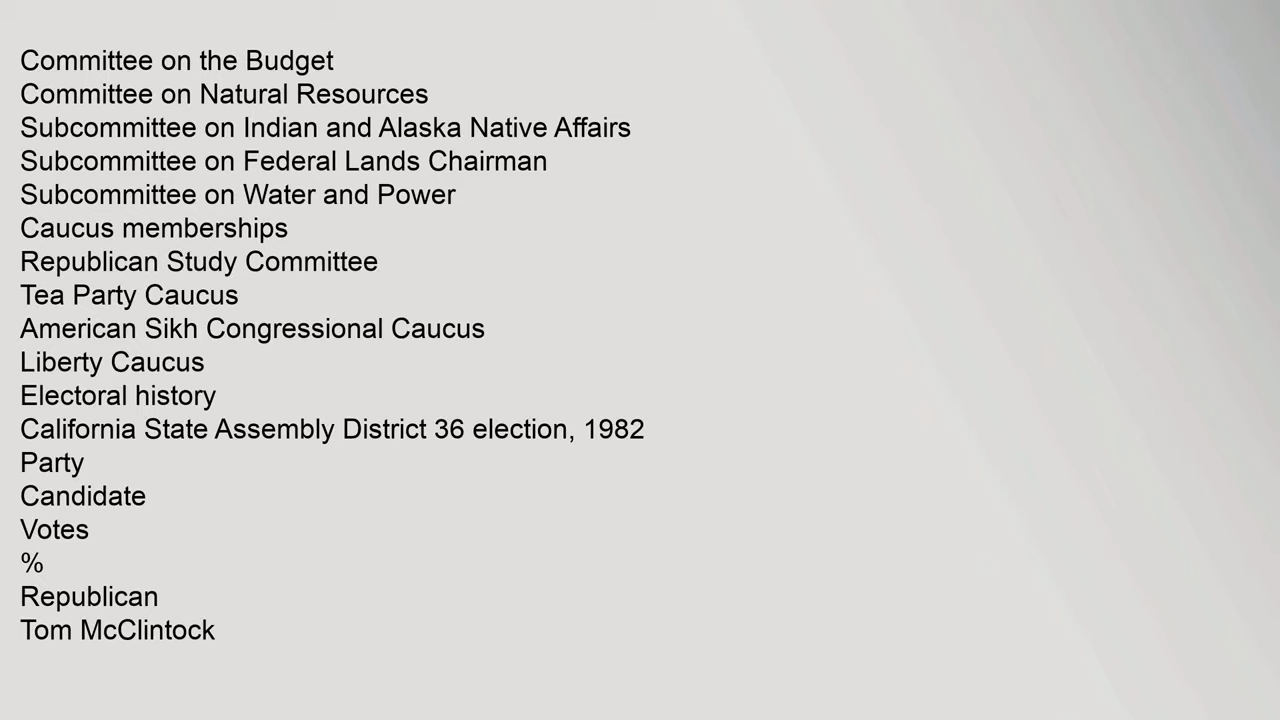 Committee on the Budget
Committee on Natural Resources
Subcommittee on Indian and Alaska Native Affairs
Subcommittee on Federal Lands Chairman
Subcommittee on Water and Power
Caucus memberships
Republican Study Committee
Tea Party Caucus
American Sikh Congressional Caucus
Liberty Caucus
Electoral history
California State Assembly District 36 election, 1982
Party
Candidate
Votes
%
Republican
Tom McClintock